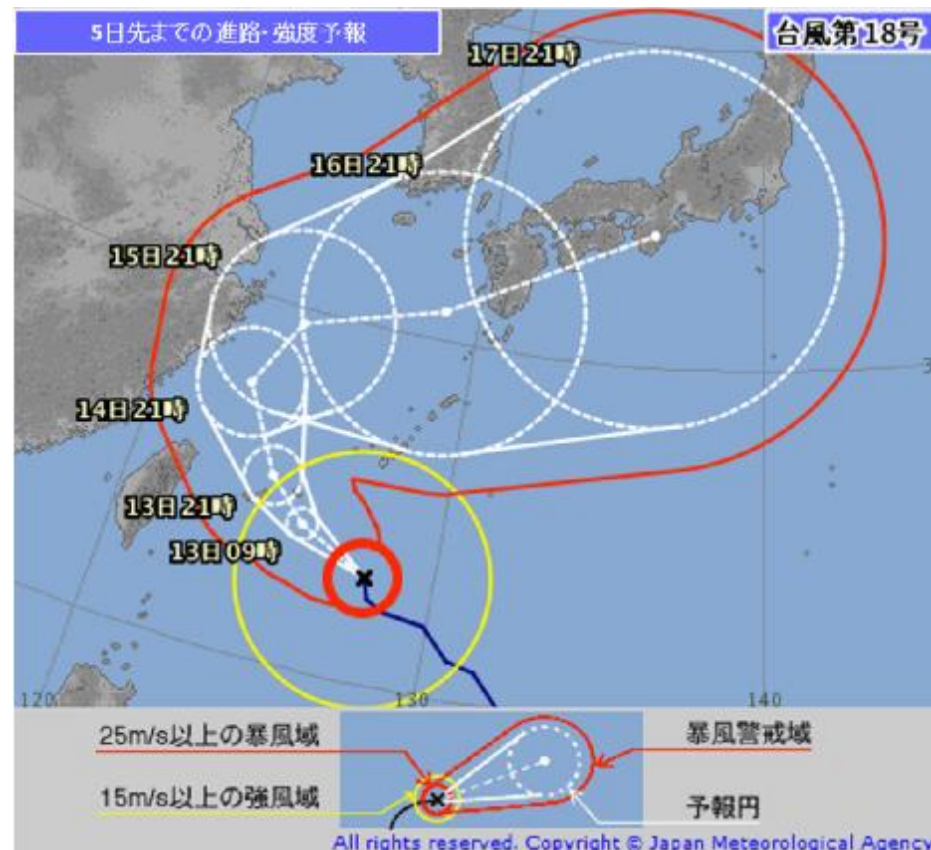 5日先までの進路・強度予報
台風第18号
17日21時
16日21時
15日21時
14日21時
13日21時
13日09時
3
120
130
140
25m/s以上の暴風域
暴風警戒域
15m/s以上の強風域
予報円
All rights reserved. Copyright © Japan Meteorological Agency